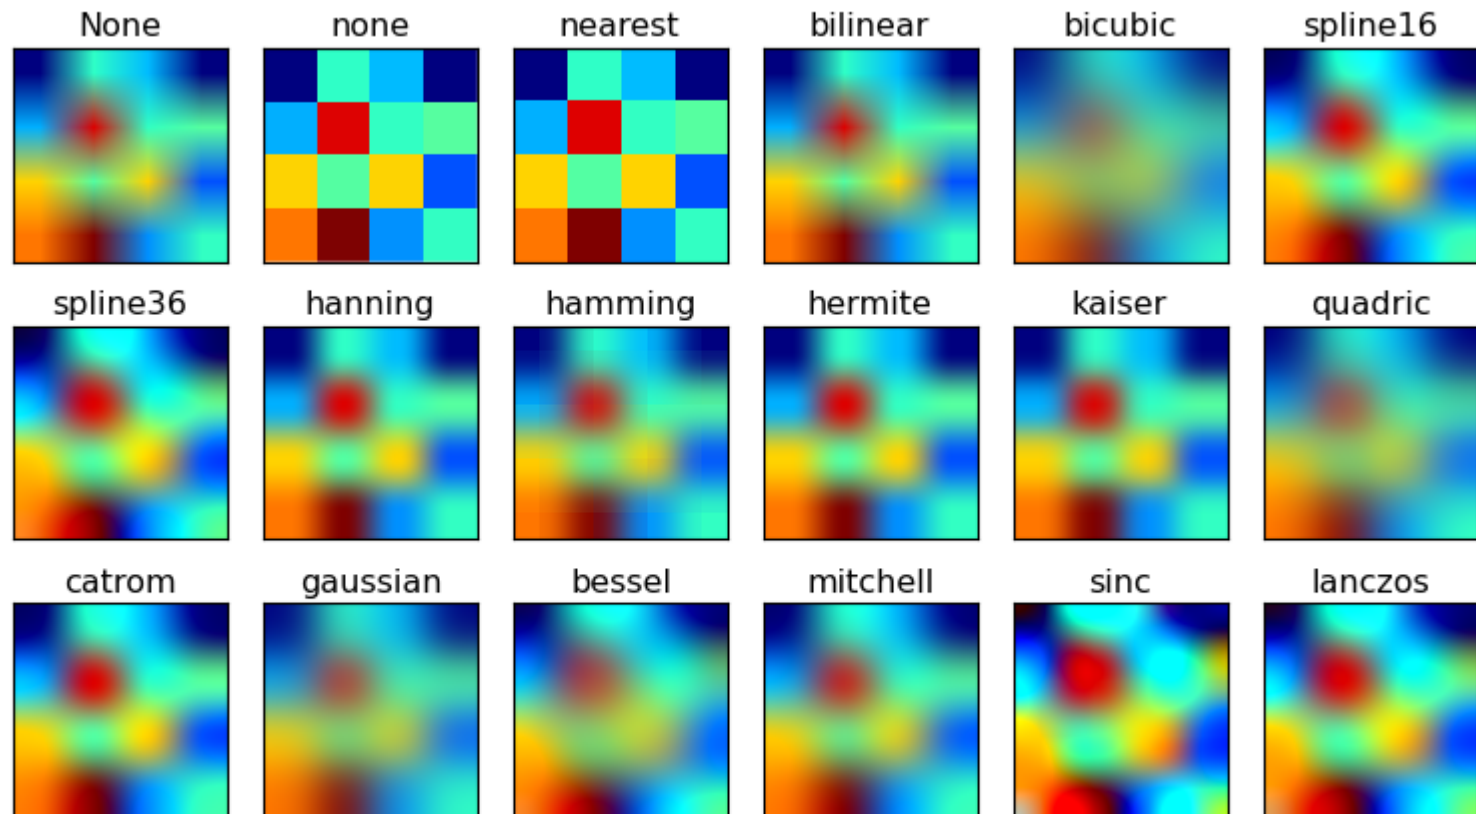 None none nearest bilinear bicubic spline16
spline36 hanning hamming hermite kaiser quadric
catrom gaussian bessel mitchell sinc lanczos